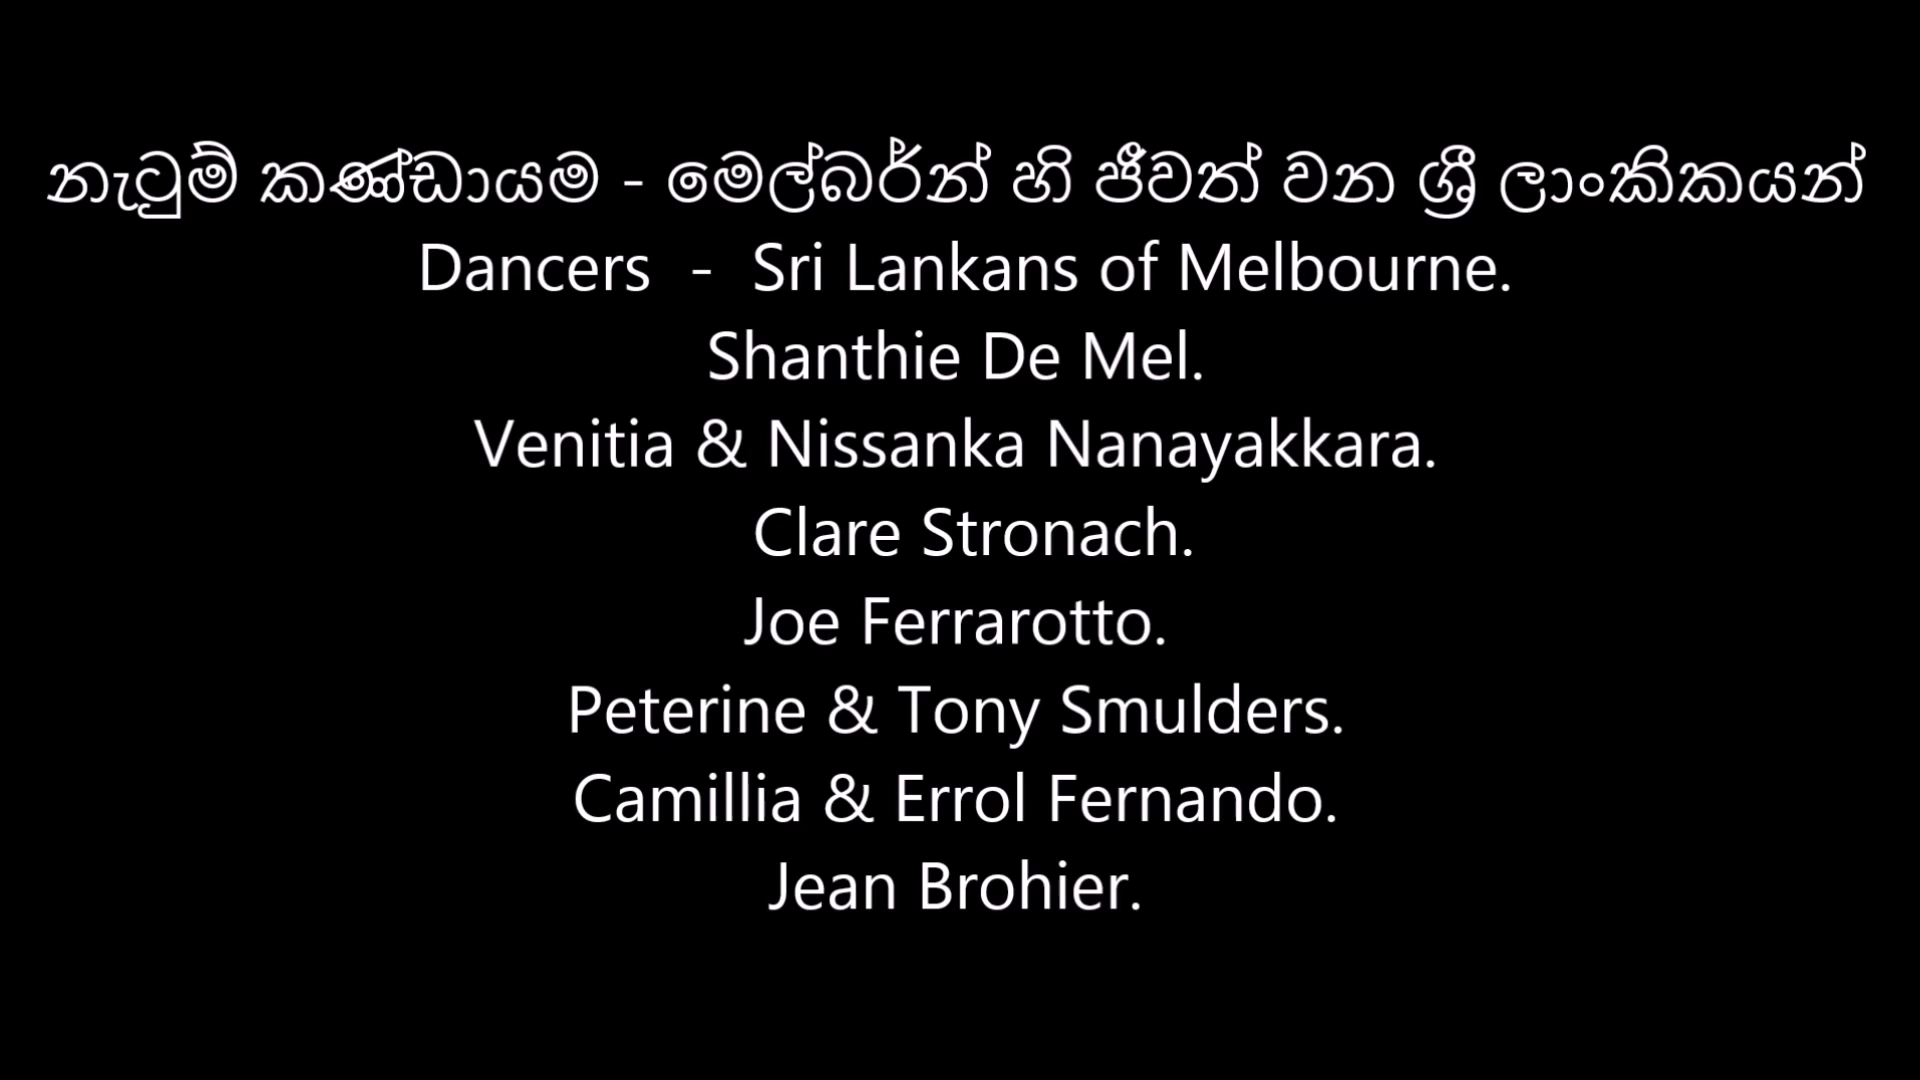 නැටුම් කණ්ඩායම - මෙල්බර්න් හි ජීවත් වන ශ්‍රී ලාංකිකයන්
Dancers - Sri Lankans of Melbourne.
Shanthie De Mel.
Venitia & Nissanka Nanayakkara.
Clare Stronach.
Joe Ferrarotto.
Peterine & Tony Smulders.
Camillia & Errol Fernando.
Jean Brohier.